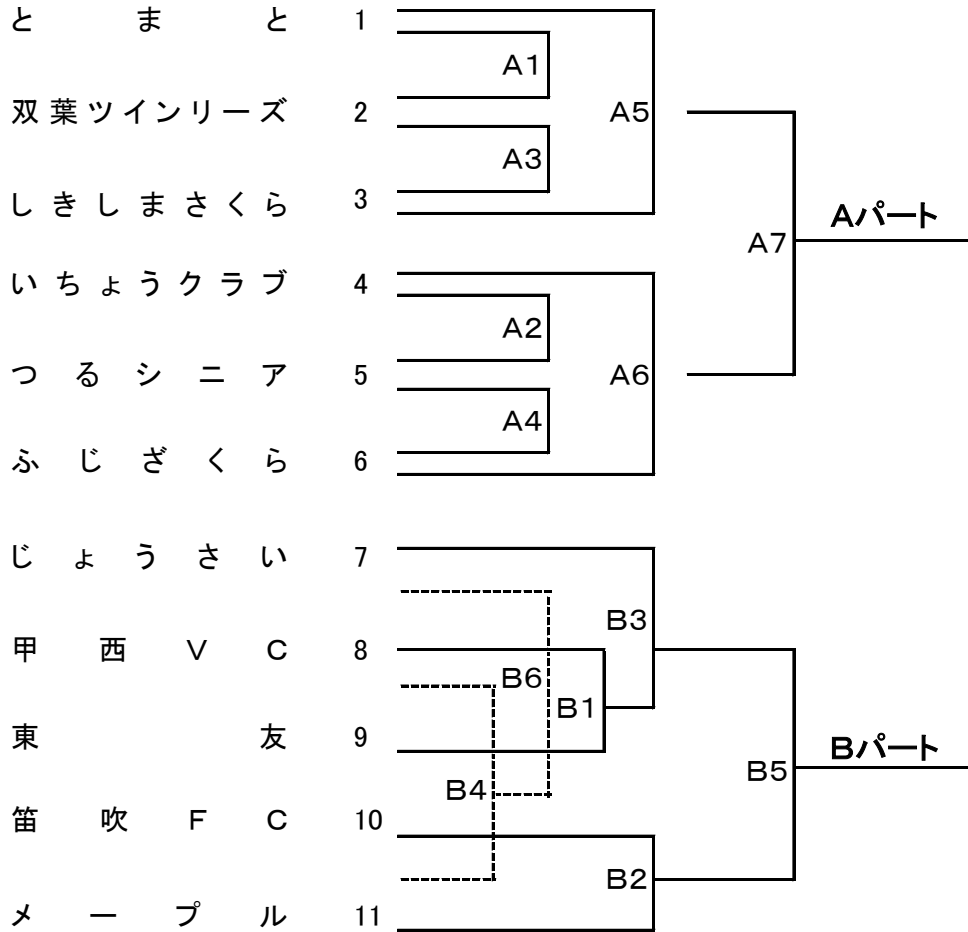 とまと 1
A1
双葉ツインリーズ 2 A5
A3
しきしまさくら 3
Aパート
A7
いちょうクラブ 4
A2
つるシニア 5 A6
A4
ふじざくら 6
じょうさい 7
B3
甲西VC 8
B6
B1
東友 9
Bパート
B5
B4
笛吹FC 10
B2
メープル 11